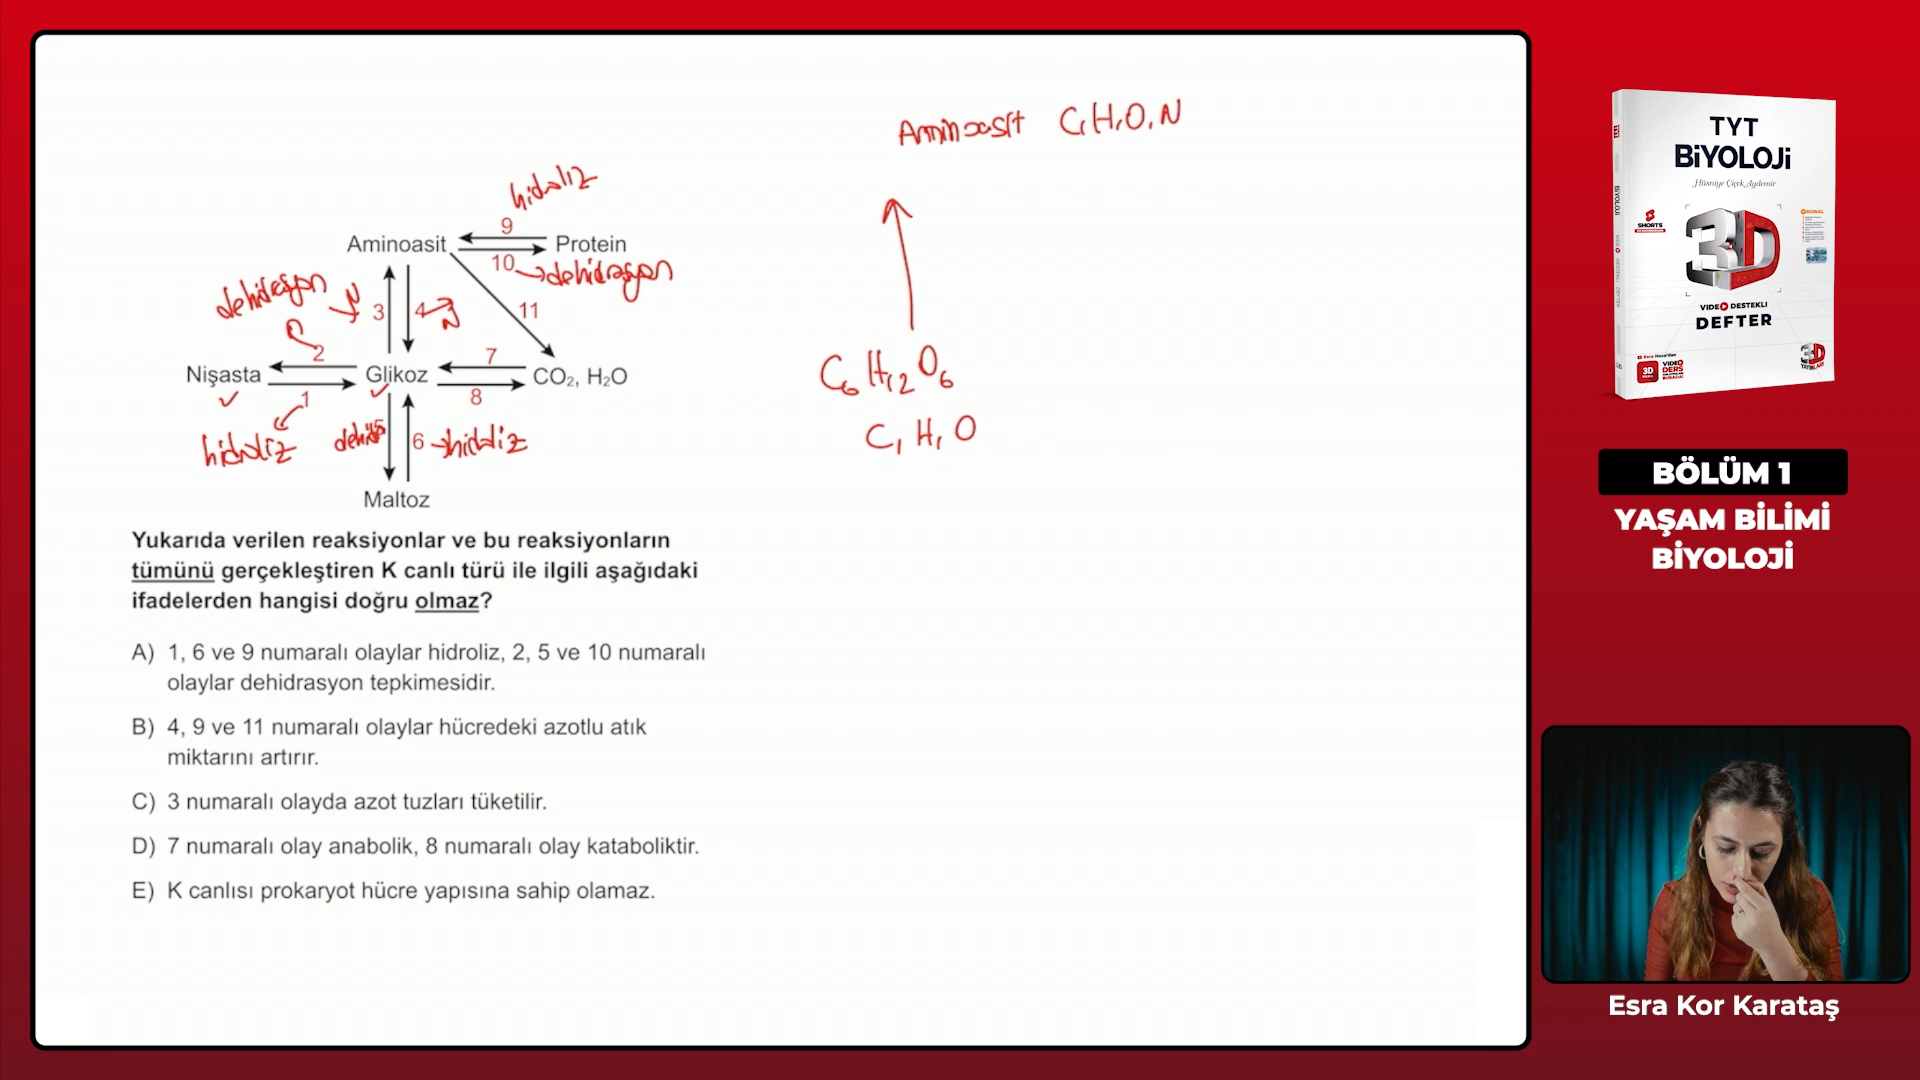 Aminoasit C,H,O,N
hidroliz
9
Aminoasit Protein
10 → dehidrasyon
dehidrasyon
N 3 4 N 11
2 7
Nişasta Glikoz CO₂, H₂O
1 8
hidroliz
5 6 hidroliz
Maltoz
C₆H₁₂O₆
C, H, O
Yukarıda verilen reaksiyonlar ve bu reaksiyonların
tümünü gerçekleştiren K canlı türü ile ilgili aşağıdaki
ifadelerden hangisi doğru olmaz?
A) 1, 6 ve 9 numaralı olaylar hidroliz, 2, 5 ve 10 numaralı
olaylar dehidrasyon tepkimesidir.
B) 4, 9 ve 11 numaralı olaylar hücredeki azotlu atık
miktarını artırır.
C) 3 numaralı olayda azot tuzları tüketilir.
D) 7 numaralı olay anabolik, 8 numaralı olay kataboliktir.
E) K canlısı prokaryot hücre yapısına sahip olamaz.
TYT
BİYOLOJİ
Hüsniye Çiçek Aydemir
SHORTS
3D
VIDEO DESTEKLİ
DEFTER
BÖLÜM 1
YAŞAM BİLİMİ
BİYOLOJİ
Esra Kor Karataş